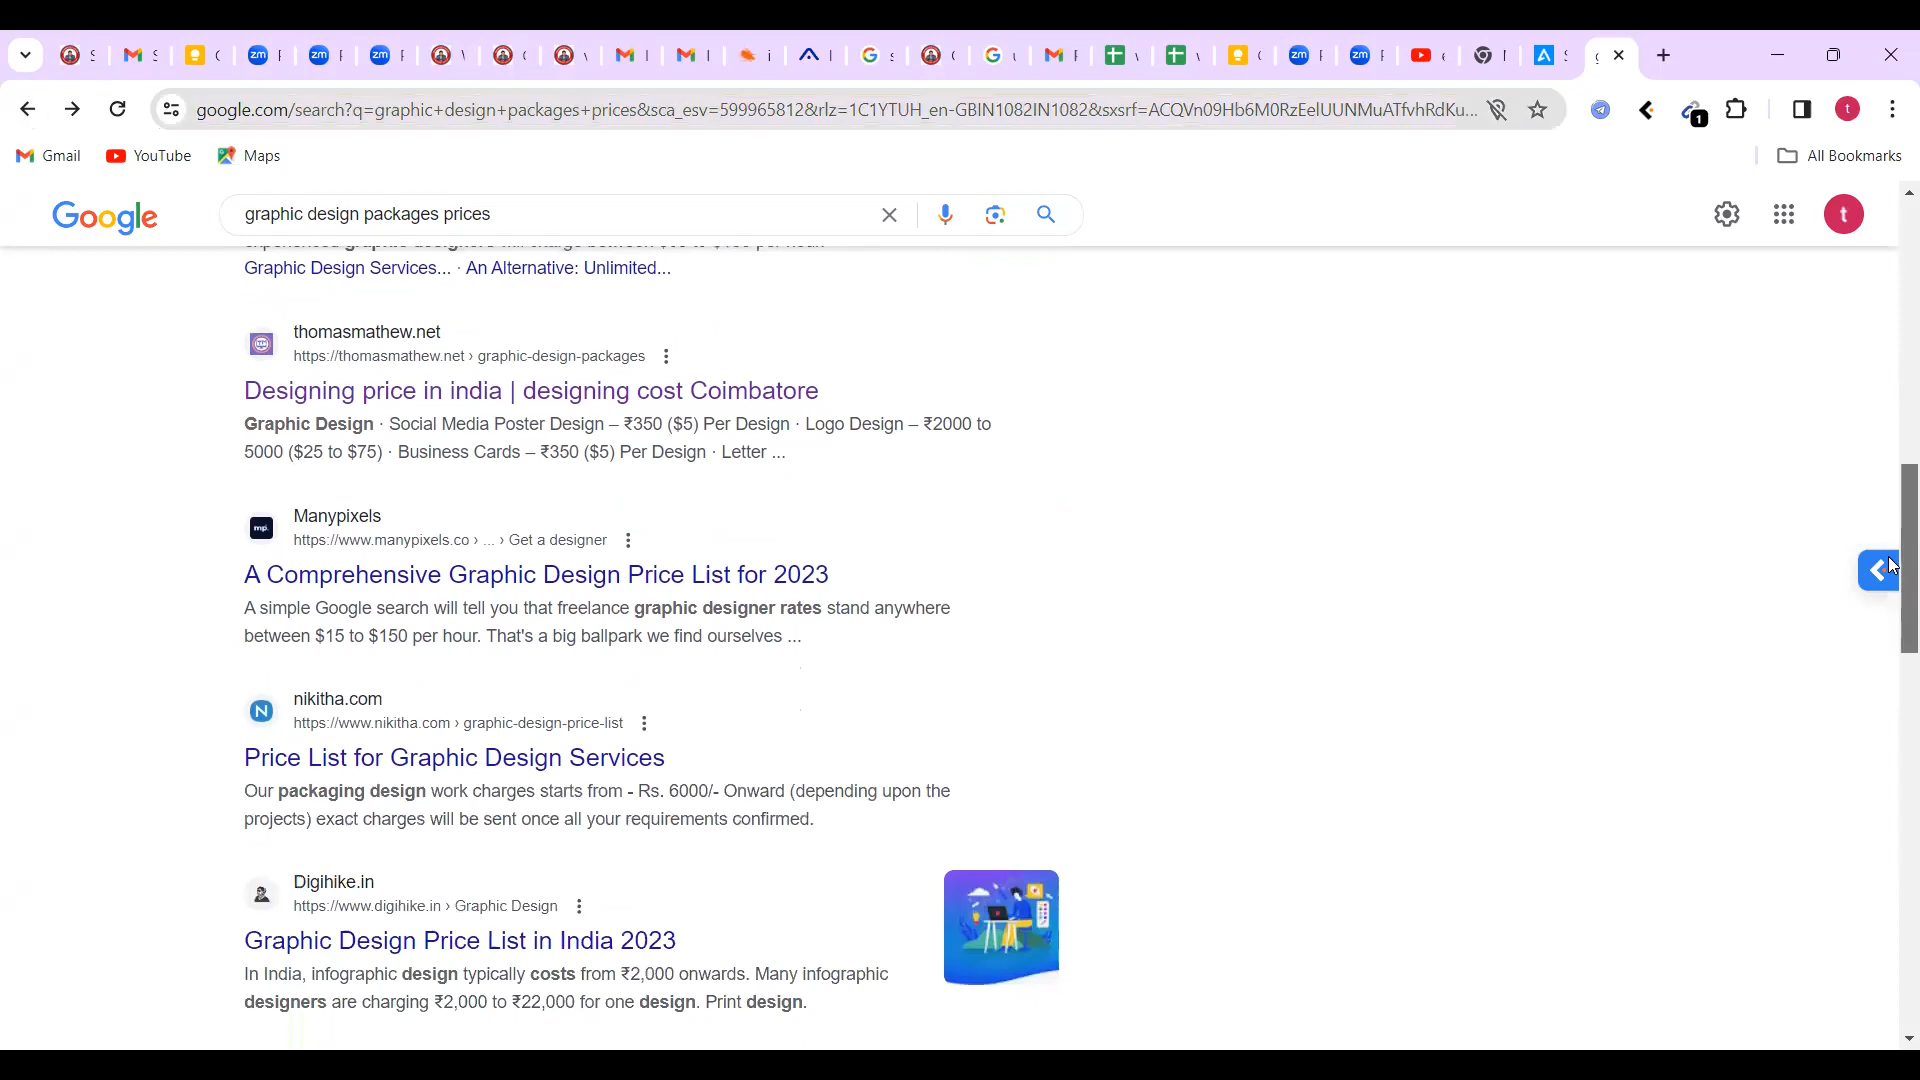 google.com/search?q=graphic+design+packages+prices&sca_esv=599965812&rlz=1C1YTUH_en-GBIN1082IN1082&sxsrf=ACQVn09Hb6M0RzEelUUNMuATfvhRdKu...
1
Gmail YouTube Maps All Bookmarks
Google graphic design packages prices t
Graphic Design Services... · An Alternative: Unlimited...
thomasmathew.net
https://thomasmathew.net › graphic-design-packages
Designing price in india | designing cost Coimbatore
Graphic Design · Social Media Poster Design – ₹350 ($5) Per Design · Logo Design – ₹2000 to
5000 ($25 to $75) · Business Cards – ₹350 ($5) Per Design · Letter ...
mp. Manypixels
https://www.manypixels.co › ... › Get a designer
A Comprehensive Graphic Design Price List for 2023
A simple Google search will tell you that freelance graphic designer rates stand anywhere
between $15 to $150 per hour. That's a big ballpark we find ourselves ...
N nikitha.com
https://www.nikitha.com › graphic-design-price-list
Price List for Graphic Design Services
Our packaging design work charges starts from - Rs. 6000/- Onward (depending upon the
projects) exact charges will be sent once all your requirements confirmed.
Digihike.in
https://www.digihike.in › Graphic Design
Graphic Design Price List in India 2023
In India, infographic design typically costs from ₹2,000 onwards. Many infographic
designers are charging ₹2,000 to ₹22,000 for one design. Print design.